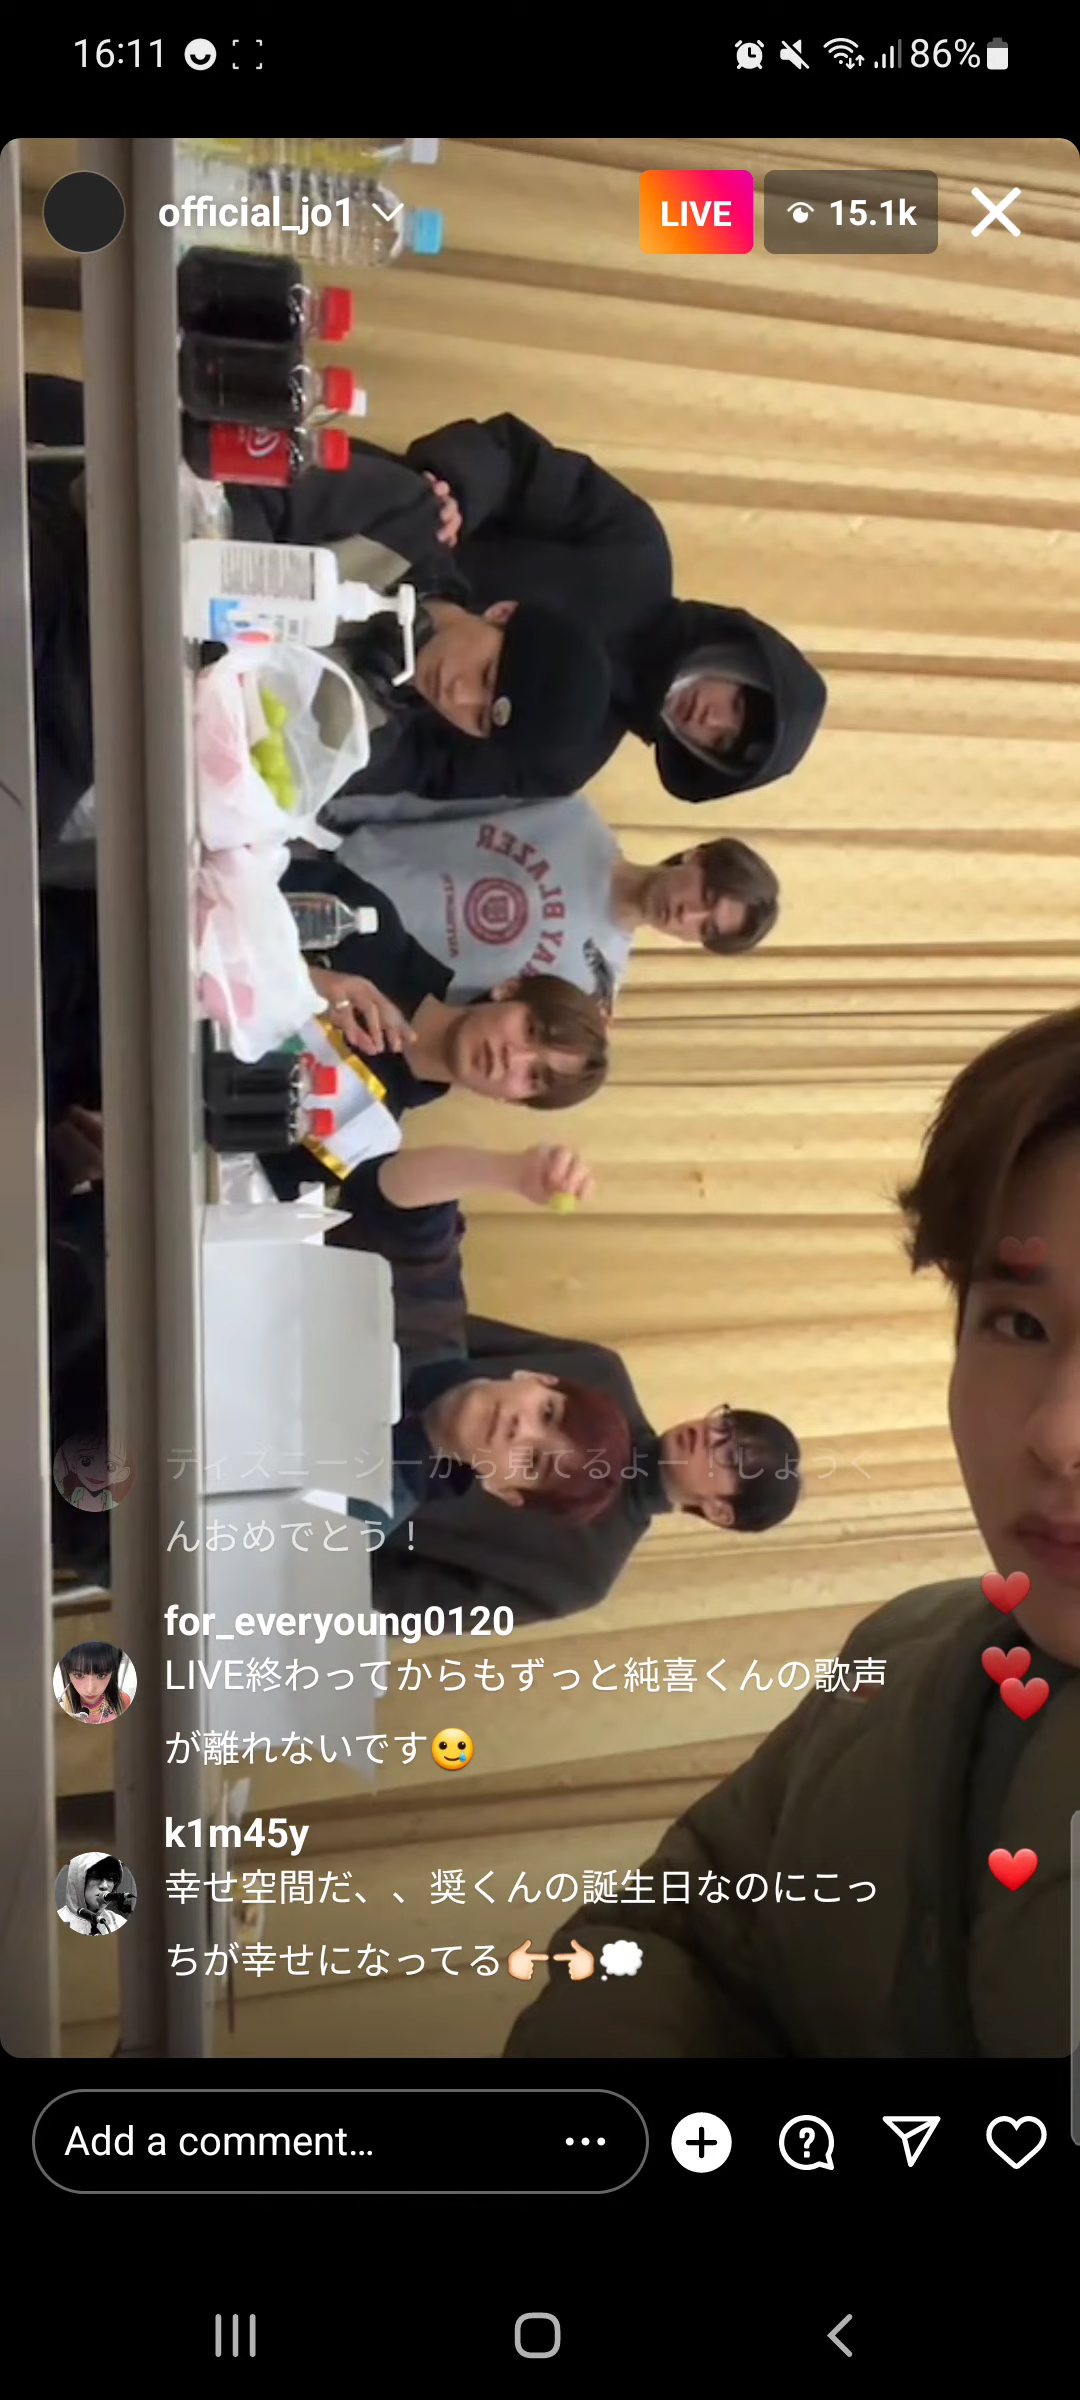 16:11
86%
official_jo1
LIVE
15.1k
BLAZER
ディズニーシーから見てるよー！しょうく
んおめでとう！
for_everyoung0120
LIVE終わってからもずっと純喜くんの歌声
が離れないです🥲
k1m45y
幸せ空間だ、、奨くんの誕生日なのにこっ
ちが幸せになってる👉🏻👈🏻💭
Add a comment...